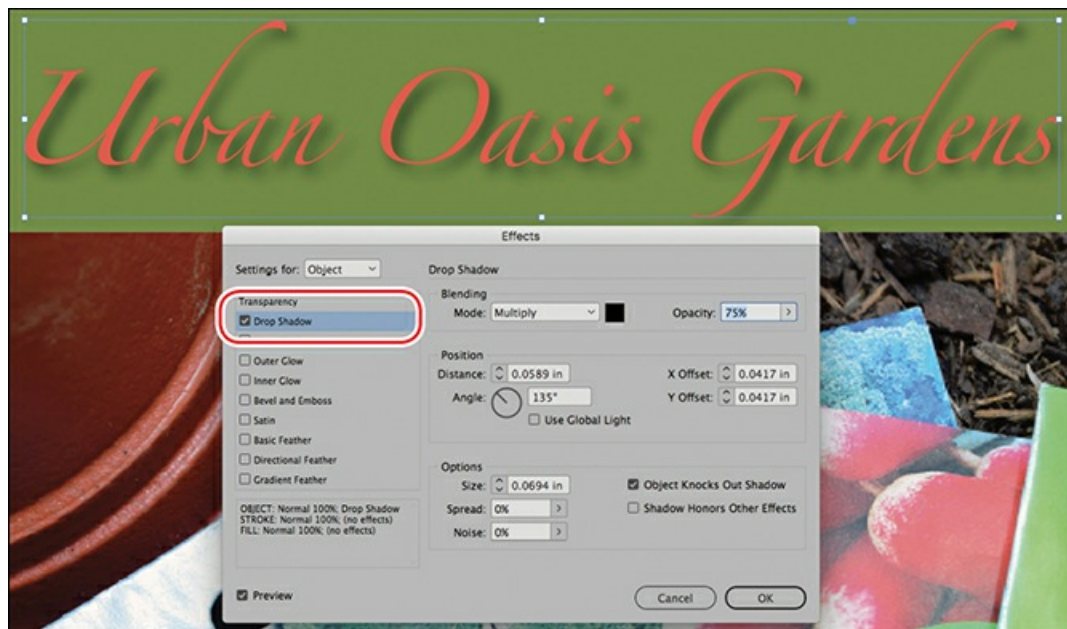 Urban Oasis Gardens
Effects
Settings for: Object
Drop Shadow
Transparency
Drop Shadow
Outer Glow
Inner Glow
Bevel and Emboss
Satin
Basic Feather
Directional Feather
Gradient Feather
OBJECT: Normal 100%; Drop Shadow
STROKE: Normal 100%; (no effects)
FILL: Normal 100%; (no effects)
Blending
Mode: Multiply Opacity: 75%
Position
Distance: 0.0589 in X Offset: 0.0417 in
Angle: 135° Y Offset: 0.0417 in
Use Global Light
Options
Size: 0.0694 in Object Knocks Out Shadow
Spread: 0% Shadow Honors Other Effects
Noise: 0%
Preview Cancel OK